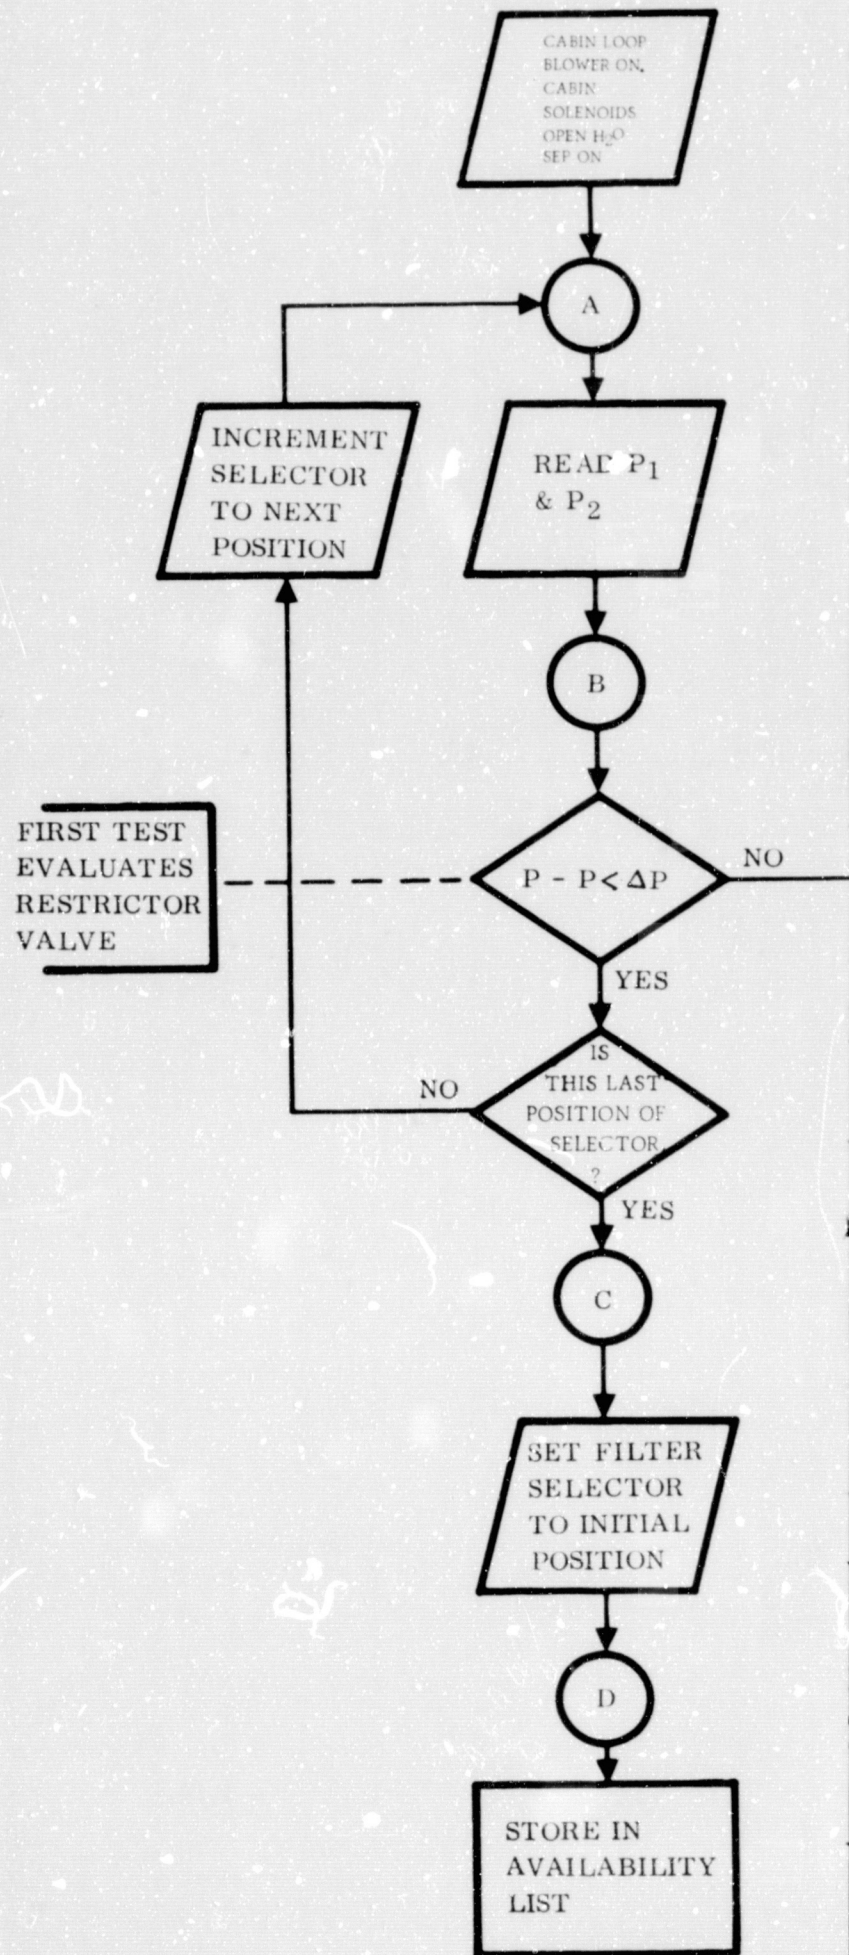 CABIN LOOP
BLOWER ON,
CABIN
SOLENOIDS
OPEN H₂O
SEP ON
A
INCREMENT
SELECTOR
TO NEXT
POSITION
READ P₁
& P₂
B
FIRST TEST
EVALUATES
RESTRICTOR
VALVE
P - P < ΔP
NO
YES
IS
THIS LAST
POSITION OF
SELECTOR
?
NO
YES
C
SET FILTER
SELECTOR
TO INITIAL
POSITION
D
STORE IN
AVAILABILITY
LIST